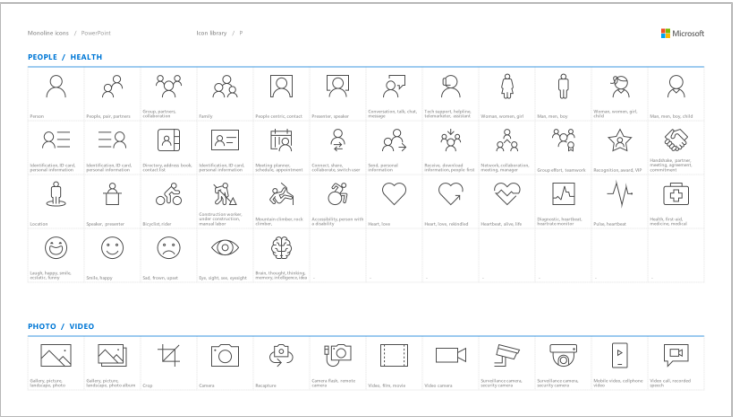 Monoline icons / PowerPoint
Icon library / P
Microsoft
PEOPLE / HEALTH
Person
People, pair, partners
Group, partners,
collaboration
Family
People centric, contact
Presenter, speaker
Conversation, talk, chat,
message
Tech support, helpline,
telemarketer, assistant
Woman, women, girl
Man, men, boy
Woman, women, girl,
child
Man, men, boy, child
Identification, ID card,
personal information
Identification, ID card,
personal information
Directory, address book,
contact list
Identification, ID card,
personal information
Meeting planner,
schedule, appointment
Connect, share,
collaborate, switch user
Send, personal
information
Receive, download
information, people first
Network, collaboration,
meeting, manager
Group effort, teamwork
Recognition, award, VIP
Handshake, partner,
meeting, agreement,
commitment
Location
Speaker, presenter
Bicyclist, rider
Construction worker,
under construction,
manual labor
Mountain climber, rock
climber
Accessibility, person with
a disability
Heart, love
Heart, love, rekindled
Heartbeat, alive, life
Diagnostic, heartbeat,
heart rate monitor
Pulse, heartbeat
Health, first-aid,
medicine, medical
Laugh, happy, smile,
ecstatic, funny
Smile, happy
Sad, frown, upset
Eye, sight, see, eyesight
Brain, thought, thinking,
memory, intelligence, idea
PHOTO / VIDEO
Gallery, picture,
landscape, photo
Gallery, picture,
landscape, photo album
Crop
Camera
Recapture
Camera flash, remote
camera
Video, film, movie
Video camera
Surveillance camera,
security camera
Surveillance camera,
security camera
Mobile video, cellphone
video
Video call, recorded
speech